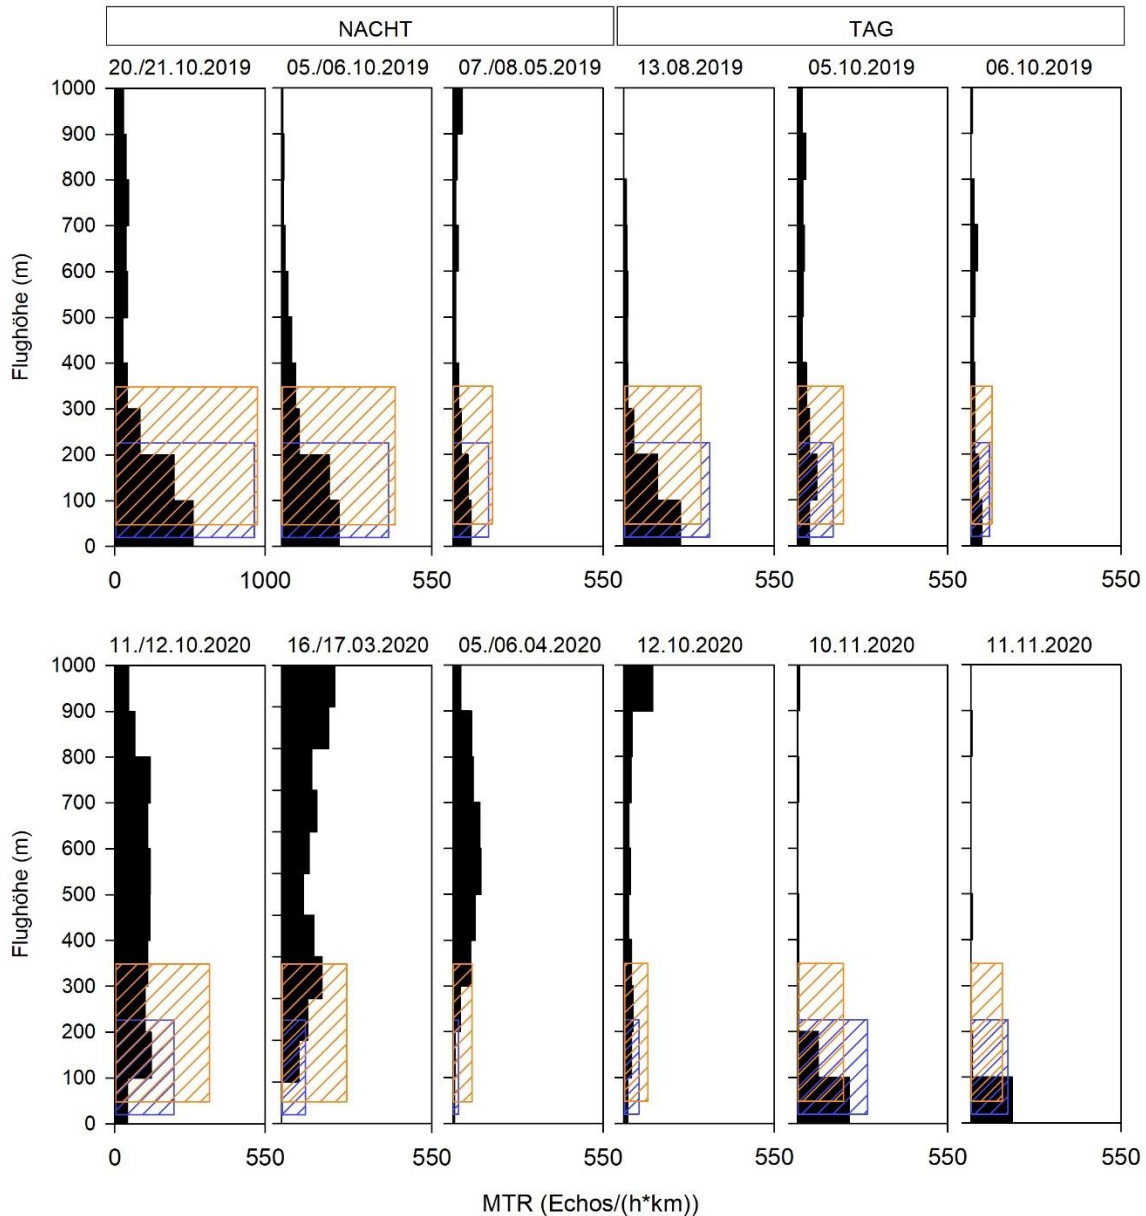 NACHT TAG
20./21.10.2019 05./06.10.2019 07./08.05.2019 13.08.2019 05.10.2019 06.10.2019
1000
900
800
700
600
500
400
300
200
100
0
Flughöhe (m)
0 1000 550 550 550 550 550
11./12.10.2020 16./17.03.2020 05./06.04.2020 12.10.2020 10.11.2020 11.11.2020
1000
900
800
700
600
500
400
300
200
100
0
Flughöhe (m)
0 550 550 550 550 550 550
MTR (Echos/(h*km))